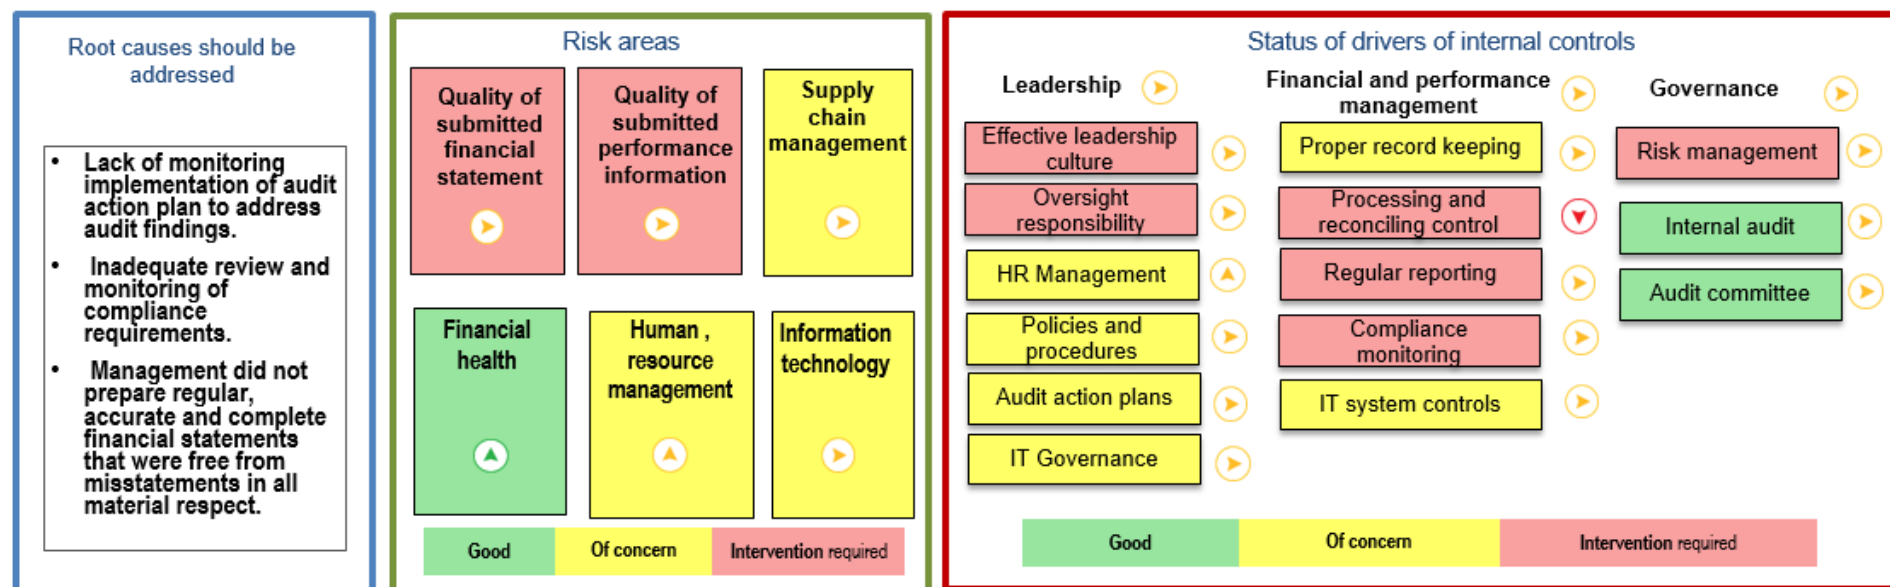 Root causes should be
addressed
• Lack of monitoring
implementation of audit
action plan to address
audit findings.
• Inadequate review and
monitoring of
compliance
requirements.
• Management did not
prepare regular,
accurate and complete
financial statements
that were free from
misstatements in all
material respect.
Risk areas
Quality of
submitted
financial
statement
Quality of
submitted
performance
information
Supply
chain
management
Financial
health
Human ,
resource
management
Information
technology
Good
Of concern
Intervention required
Status of drivers of internal controls
Leadership
Effective leadership
culture
Oversight
responsibility
HR Management
Policies and
procedures
Audit action plans
IT Governance
Financial and performance
management
Proper record keeping
Processing and
reconciling control
Regular reporting
Compliance
monitoring
IT system controls
Governance
Risk management
Internal audit
Audit committee
Good
Of concern
Intervention required